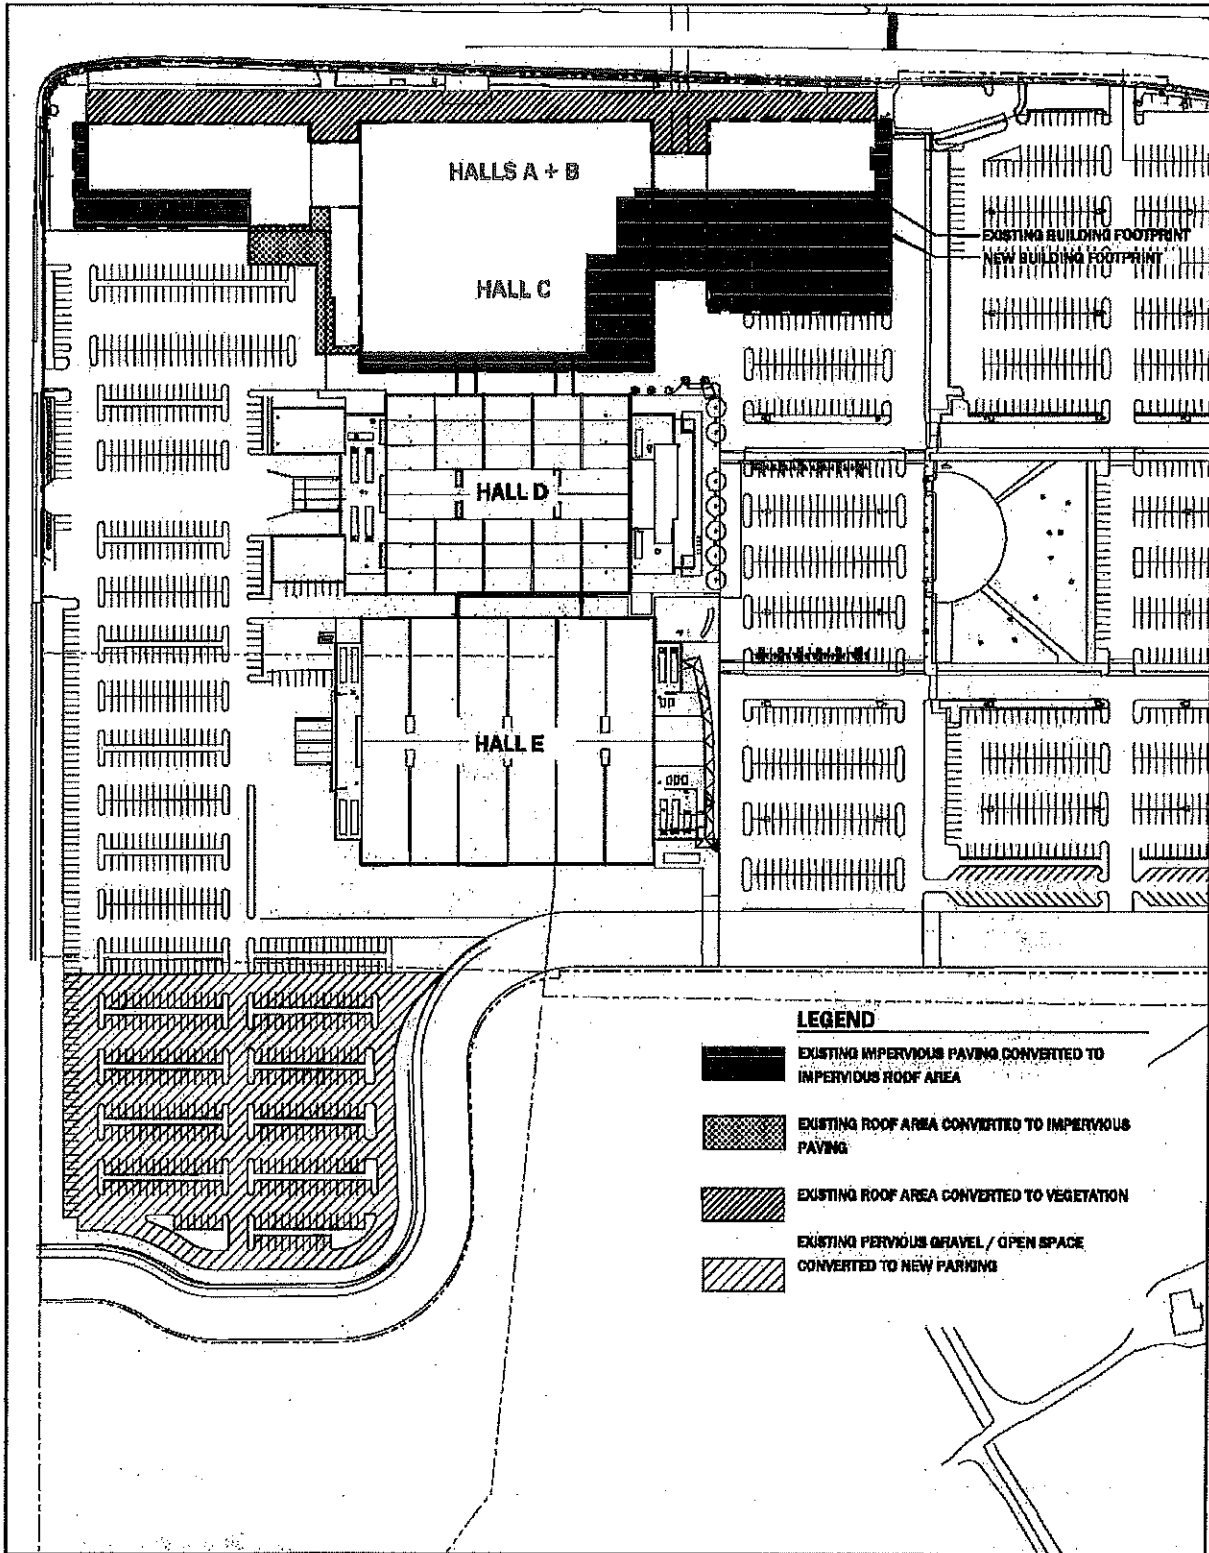 HALLS A + B
EXISTING BUILDING FOOTPRINT
NEW BUILDING FOOTPRINT
HALL C
HALL D
HALL E
LEGEND
EXISTING IMPERVIOUS PAVING CONVERTED TO
IMPERVIOUS ROOF AREA
EXISTING ROOF AREA CONVERTED TO IMPERVIOUS
PAVING
EXISTING ROOF AREA CONVERTED TO VEGETATION
EXISTING PERVIOUS GRAVEL / OPEN SPACE
CONVERTED TO NEW PARKING